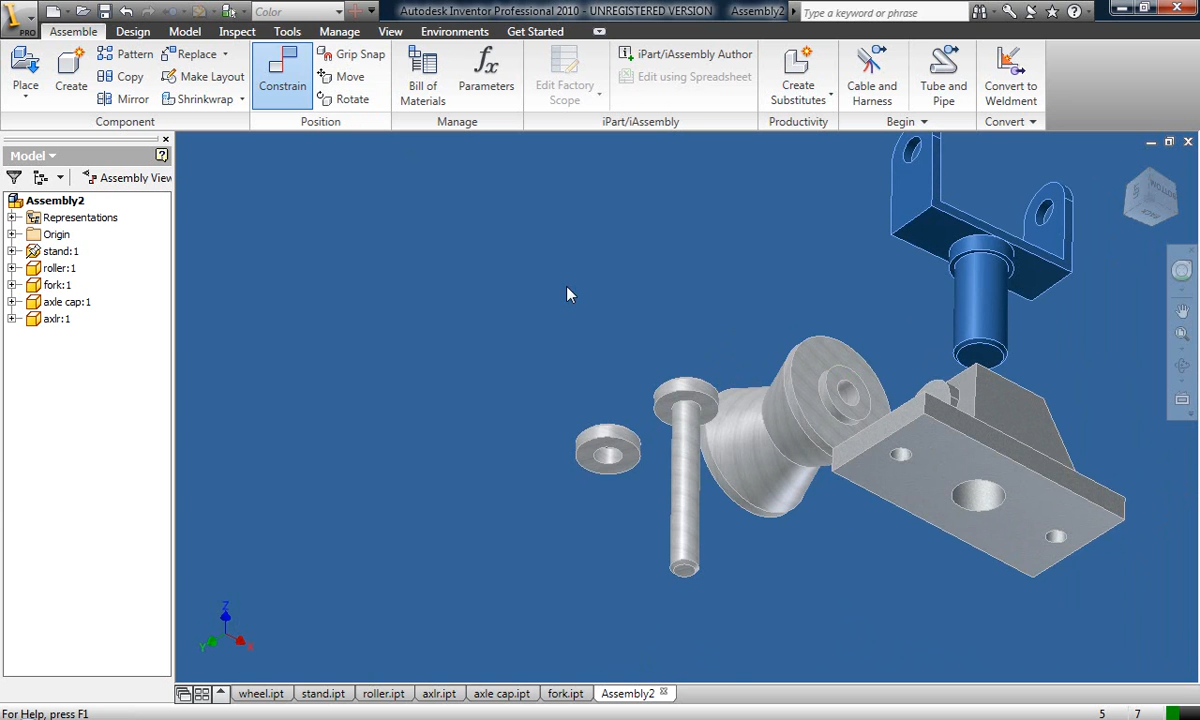 Color
Autodesk Inventor Professional 2010 - UNREGISTERED VERSION
Assembly2
Type a keyword or phrase
PRO
Assemble
Design
Model
Inspect
Tools
Manage
View
Environments
Get Started
Place
Create
Pattern
Copy
Mirror
Replace
Make Layout
Shrinkwrap
Component
Constrain
Grip Snap
Move
Rotate
Position
Bill of Materials
Parameters
Manage
Edit Factory Scope
iPart/iAssembly Author
Edit using Spreadsheet
iPart/iAssembly
Create Substitutes
Productivity
Cable and Harness
Tube and Pipe
Begin
Convert to Weldment
Convert
Model
Assembly View
Assembly2
Representations
Origin
stand:1
roller:1
fork:1
axle cap:1
axlr:1
BOTTOM
BACK
Z
Y
X
wheel.ipt
stand.ipt
roller.ipt
axlr.ipt
axle cap.ipt
fork.ipt
Assembly2
For Help, press F1
5
7